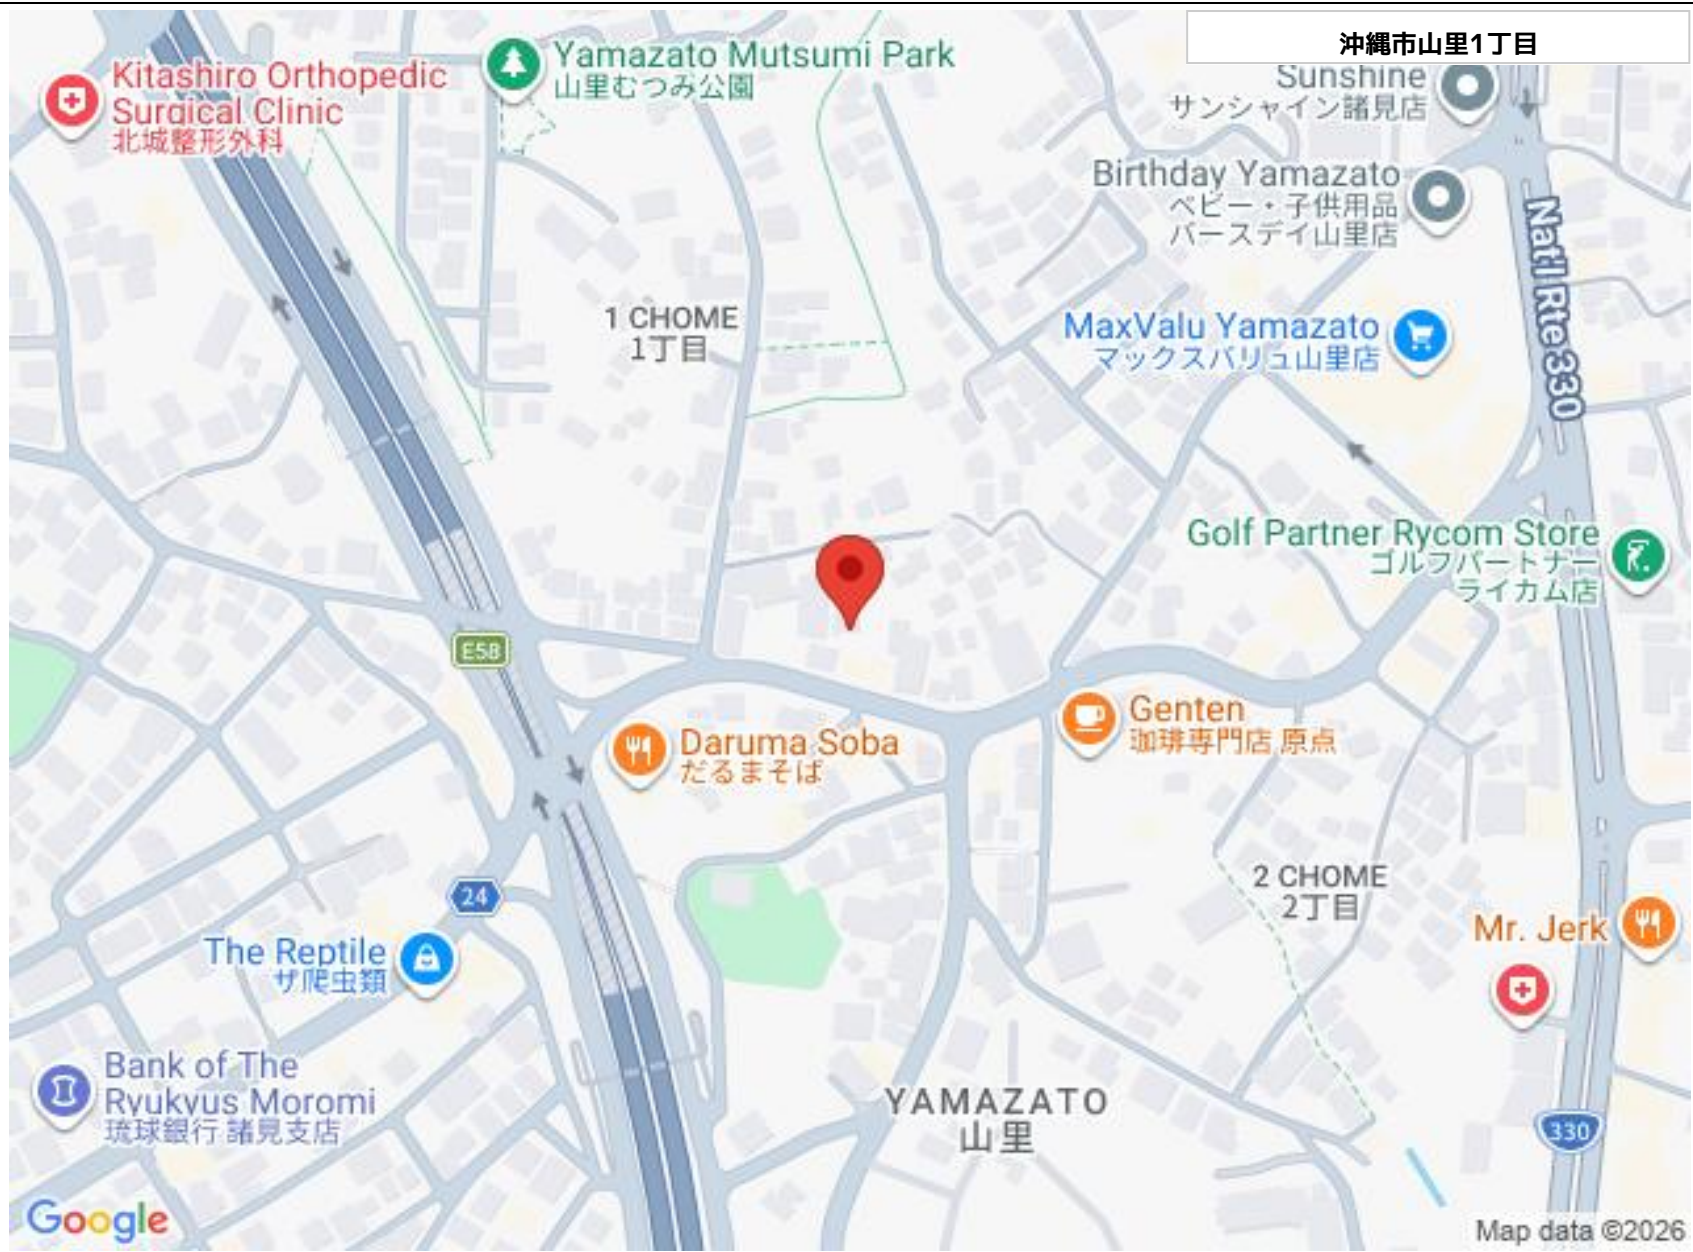 沖縄市山里1丁目
Kitashiro Orthopedic
Surgical Clinic
北城整形外科
Yamazato Mutsumi Park
山里むつみ公園
Sunshine
サンシャイン諸見店
Birthday Yamazato
ベビー・子供用品
バースデイ山里店
Nat'l Rte 330
1 CHOME
1丁目
MaxValu Yamazato
マックスバリュ山里店
Golf Partner Rycom Store
ゴルフパートナー
ライカム店
E58
Daruma Soba
だるまそば
Genten
珈琲専門店 原点
24
The Reptile
ザ爬虫類
2 CHOME
2丁目
Mr. Jerk
Bank of The
Ryukyus Moromi
琉球銀行 諸見支店
YAMAZATO
山里
330
Google
Map data ©2026